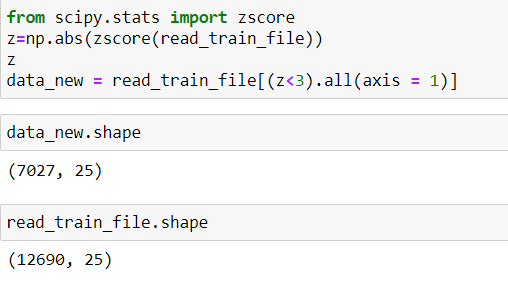 from scipy.stats import zscore
z=np.abs(zscore(read_train_file))
z
data_new = read_train_file[(z<3).all(axis = 1)]
data_new.shape
(7027, 25)
read_train_file.shape
(12690, 25)